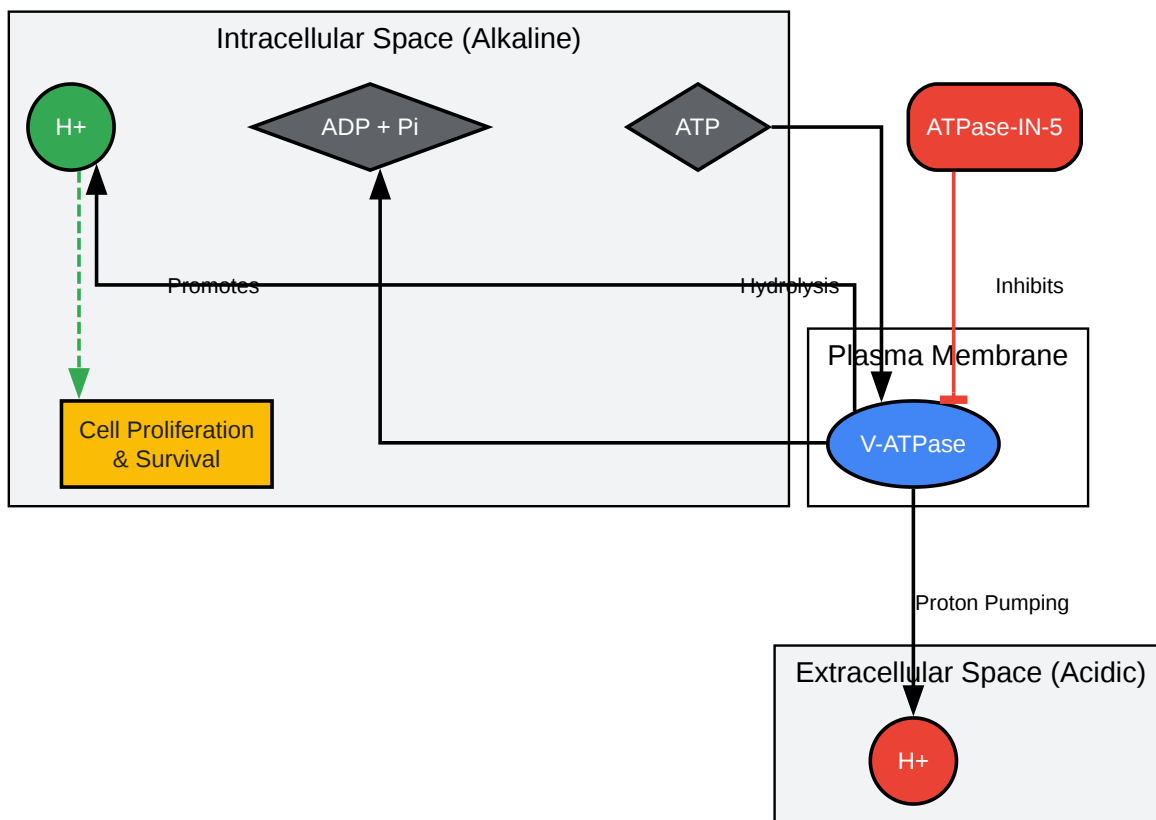 Intracellular Space (Alkaline)
H+
ADP + Pi
ATP
ATPase-IN-5
Promotes
Hydrolysis
Inhibits
Plasma Membrane
Cell Proliferation
& Survival
V-ATPase
Proton Pumping
Extracellular Space (Acidic)
H+